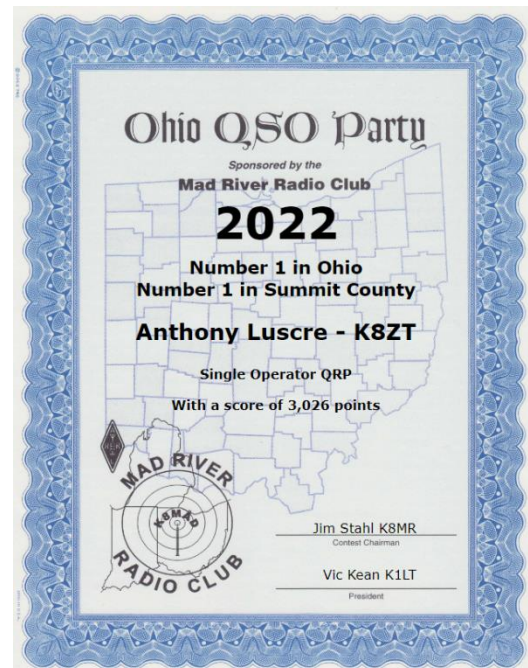 Ohio QSO Party
Sponsored by the
Mad River Radio Club
2022
Number 1 in Ohio
Number 1 in Summit County
Anthony Luscre - K8ZT
Single Operator QRP
With a score of 3,026 points
MAD RIVER
K8MAD
RADIO CLUB
Jim Stahl K8MR
Contest Chairman
Vic Kean K1LT
President